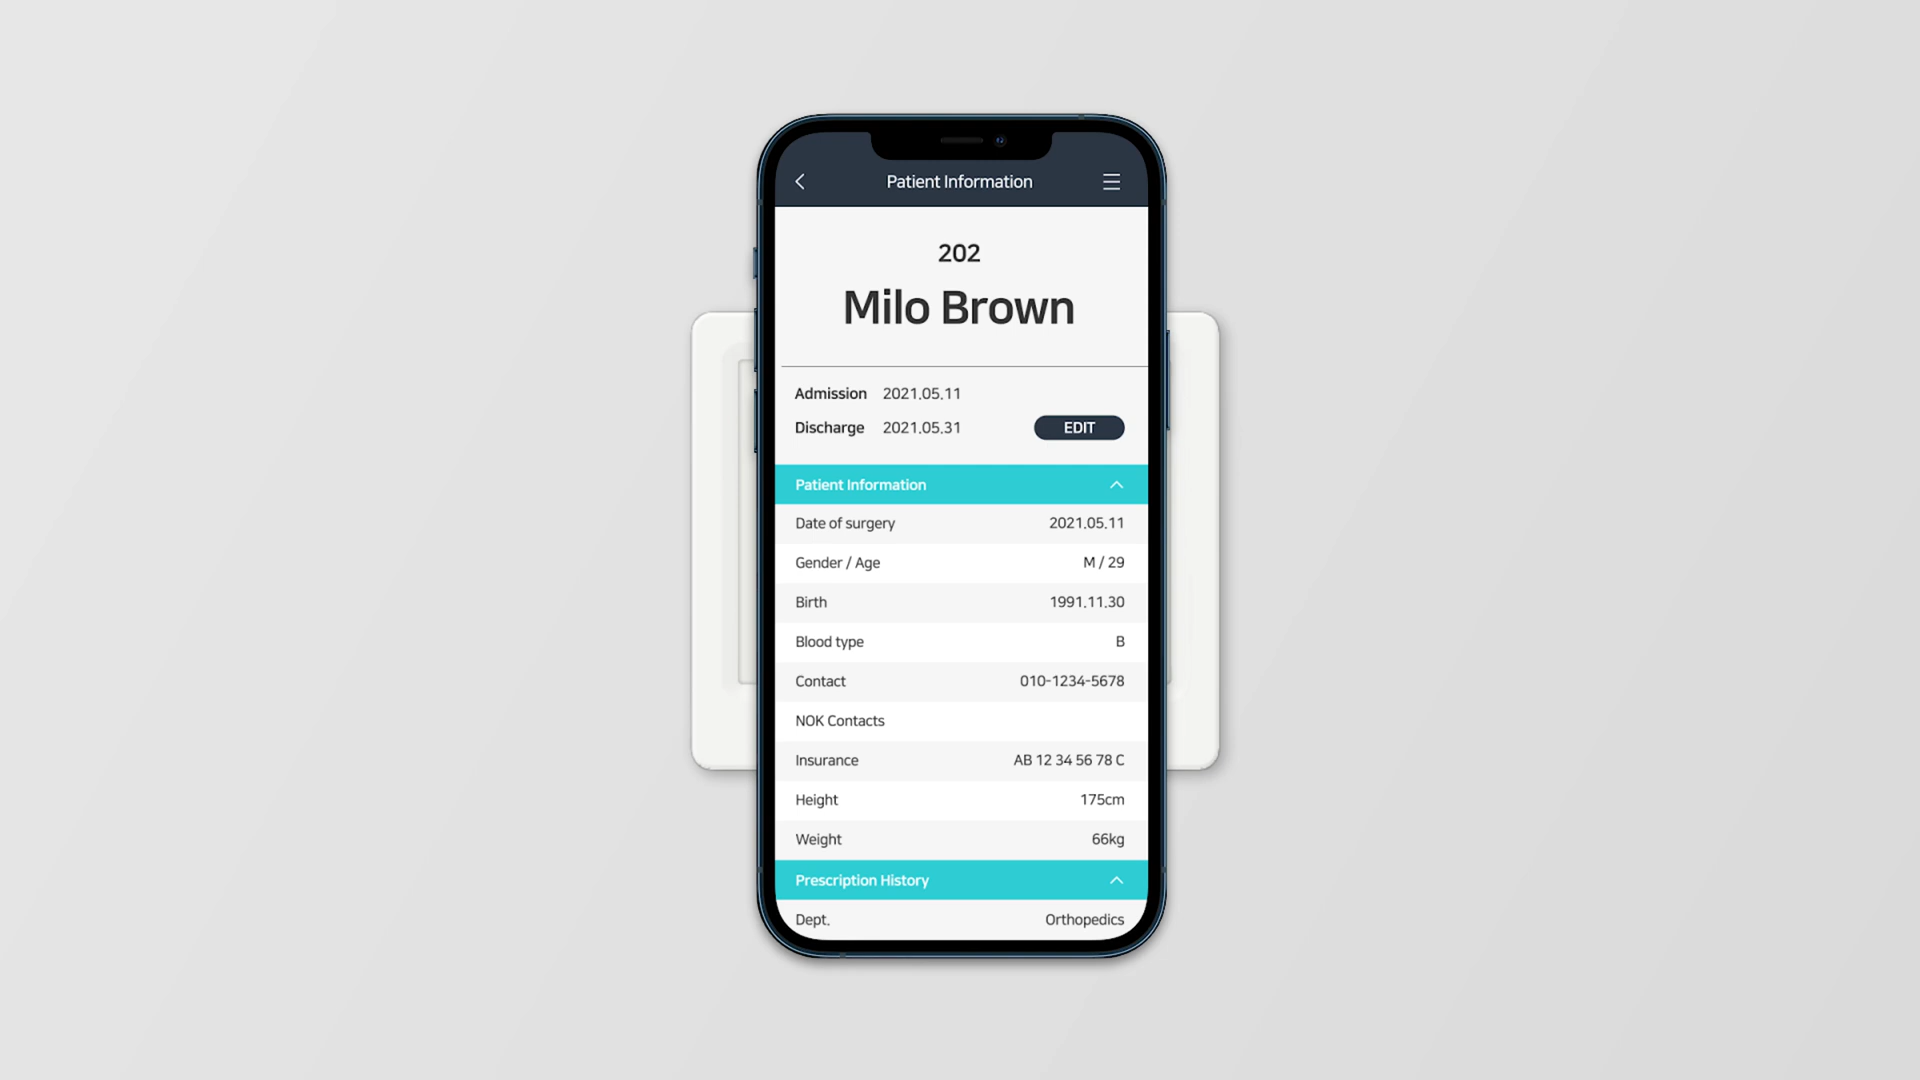 Patient Information
202
Milo Brown
Admission 2021.05.11
Discharge 2021.05.31
EDIT
Patient Information
Date of surgery 2021.05.11
Gender / Age M / 29
Birth 1991.11.30
Blood type B
Contact 010-1234-5678
NOK Contacts
Insurance AB 12 34 56 78 C
Height 175cm
Weight 66kg
Prescription History
Dept. Orthopedics